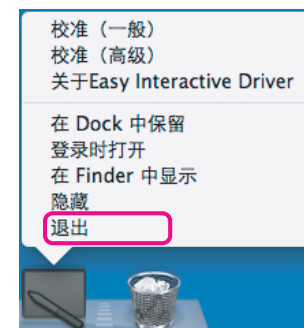 校准（一般）
校准（高级）
关于Easy Interactive Driver
在 Dock 中保留
登录时打开
在 Finder 中显示
隐藏
退出